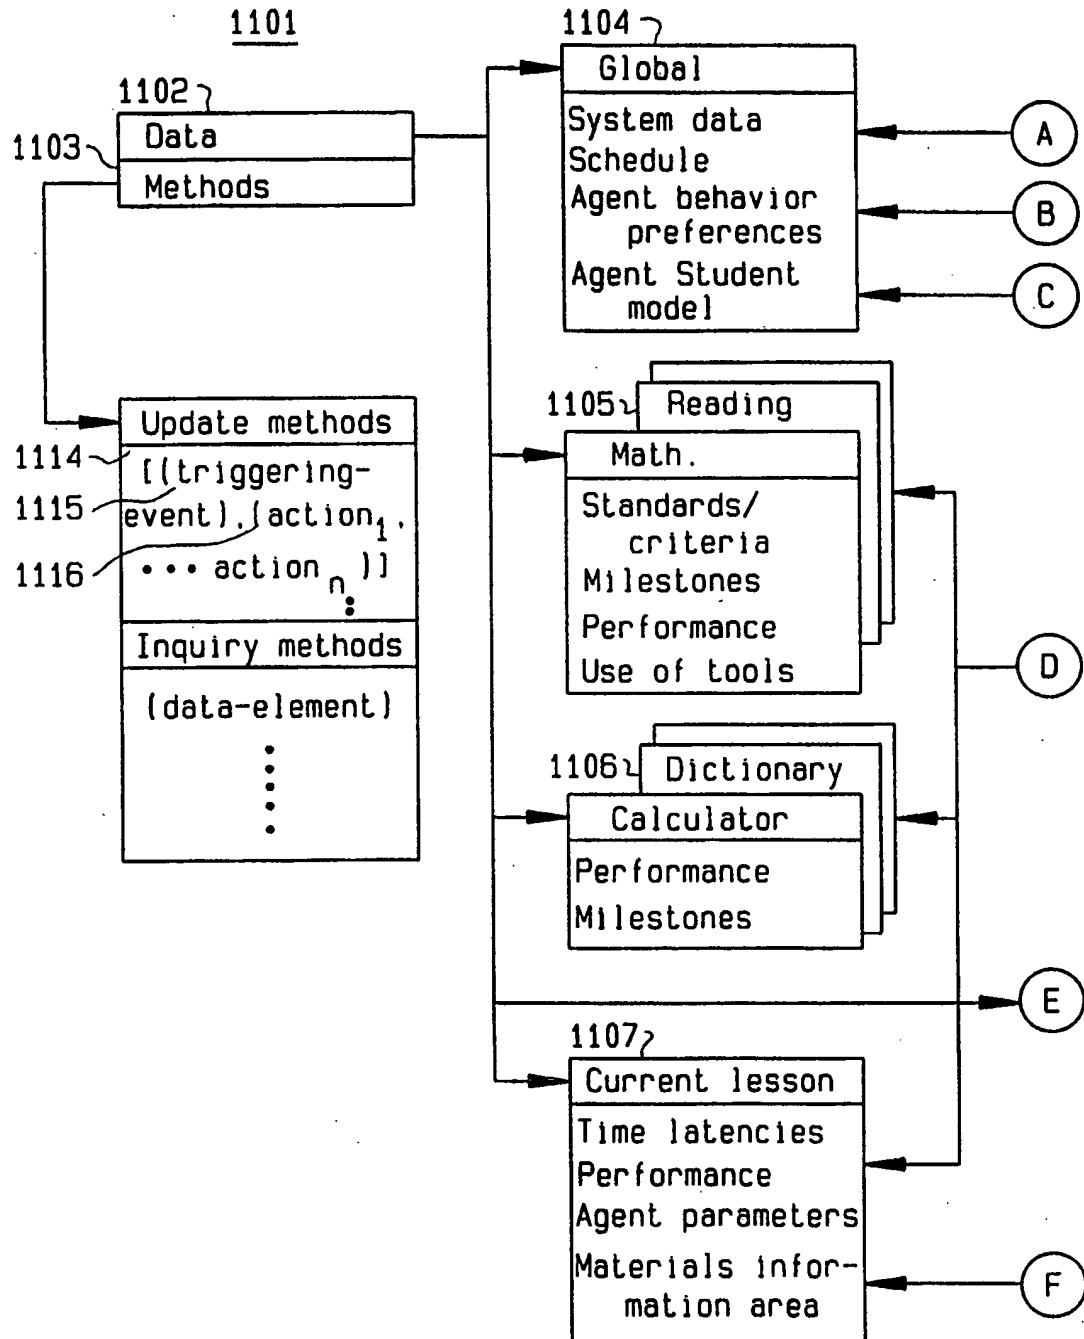 1101
1102
Data
1103
Methods
1104
Global
System data
Schedule
Agent behavior
preferences
Agent Student
model
A
B
C
Update methods
1114
[((triggering-
1115
event),(action1,
1116
••• action n )]
Inquiry methods
(data-element)
1105
Reading
Math.
Standards/
criteria
Milestones
Performance
Use of tools
D
1106
Dictionary
Calculator
Performance
Milestones
E
1107
Current lesson
Time latencies
Performance
Agent parameters
Materials infor-
mation area
F